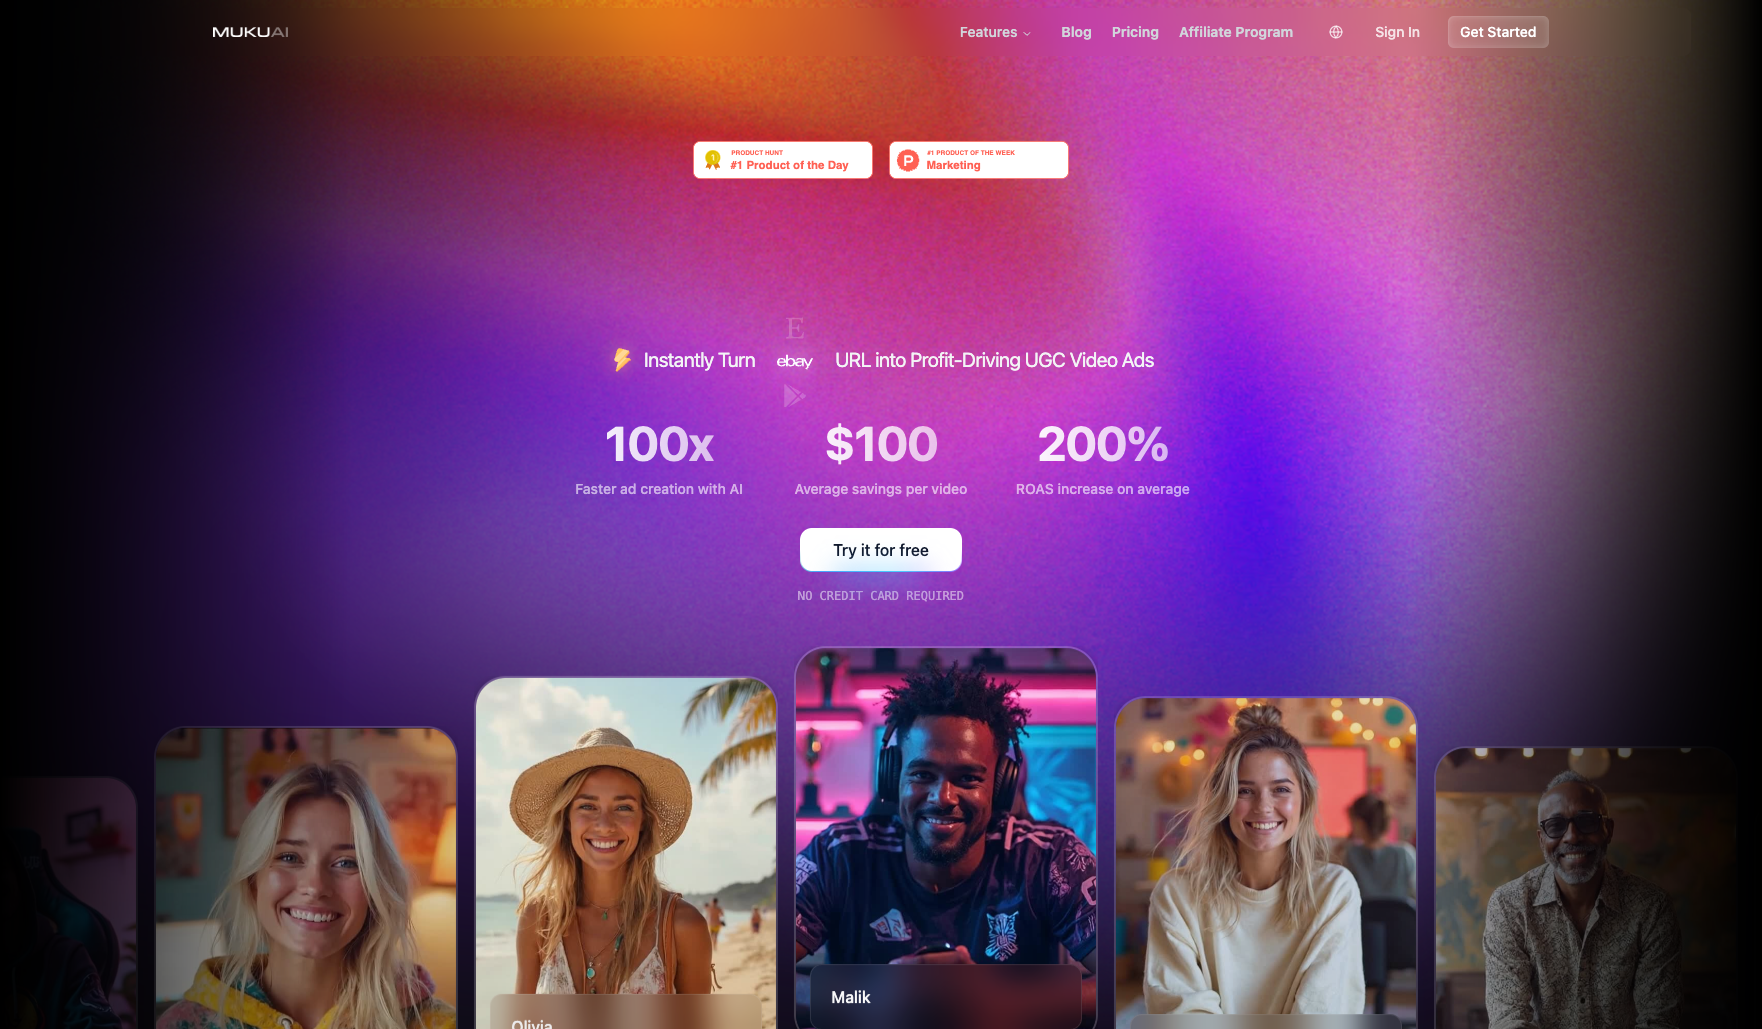 MUKUAI
Features
Blog
Pricing
Affiliate Program
Sign In
Get Started
PRODUCT HUNT
#1 Product of the Day
#1 PRODUCT OF THE WEEK
Marketing
E
Instantly Turn ebay URL into Profit-Driving UGC Video Ads
100x
$100
200%
Faster ad creation with AI
Average savings per video
ROAS increase on average
Try it for free
NO CREDIT CARD REQUIRED
Malik
Olivia